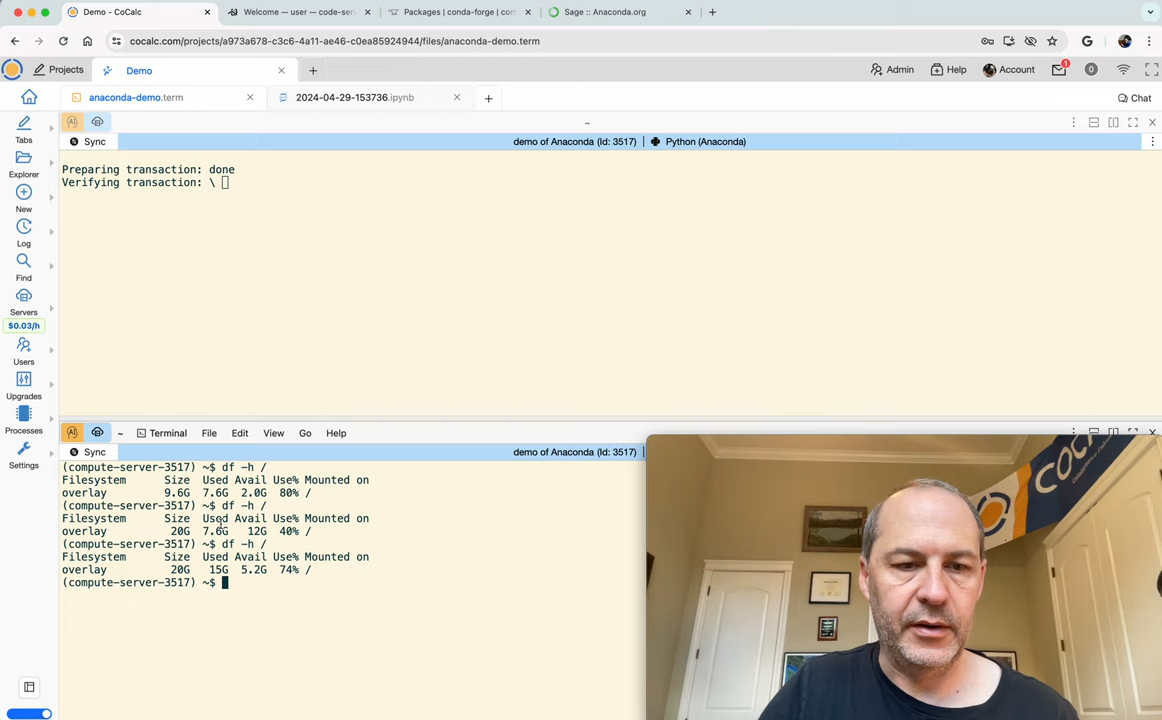 Demo - CoCalc
Welcome — user — code-ser
Packages | conda-forge | con
Sage :: Anaconda.org
cocalc.com/projects/a973a678-c3c6-4a11-ae46-c0ea85924944/files/anaconda-demo.term
Projects
Demo
Admin
Help
1
Account
0
anaconda-demo.term
2024-04-29-153736.ipynb
Chat
Tabs
Explorer
New
Log
Find
Servers
$0.03/h
Users
Upgrades
Processes
Settings
AI
~
Sync
demo of Anaconda (Id: 3517)
Python (Anaconda)
Preparing transaction: done
Verifying transaction: \
AI
~
Terminal
File
Edit
View
Go
Help
Sync
demo of Anaconda (Id: 3517)
(compute-server-3517) ~$ df -h /
Filesystem Size Used Avail Use% Mounted on
overlay 9.6G 7.6G 2.0G 80% /
(compute-server-3517) ~$ df -h /
Filesystem Size Used Avail Use% Mounted on
overlay 20G 7.6G 12G 40% /
(compute-server-3517) ~$ df -h /
Filesystem Size Used Avail Use% Mounted on
overlay 20G 15G 5.2G 74% /
(compute-server-3517) ~$